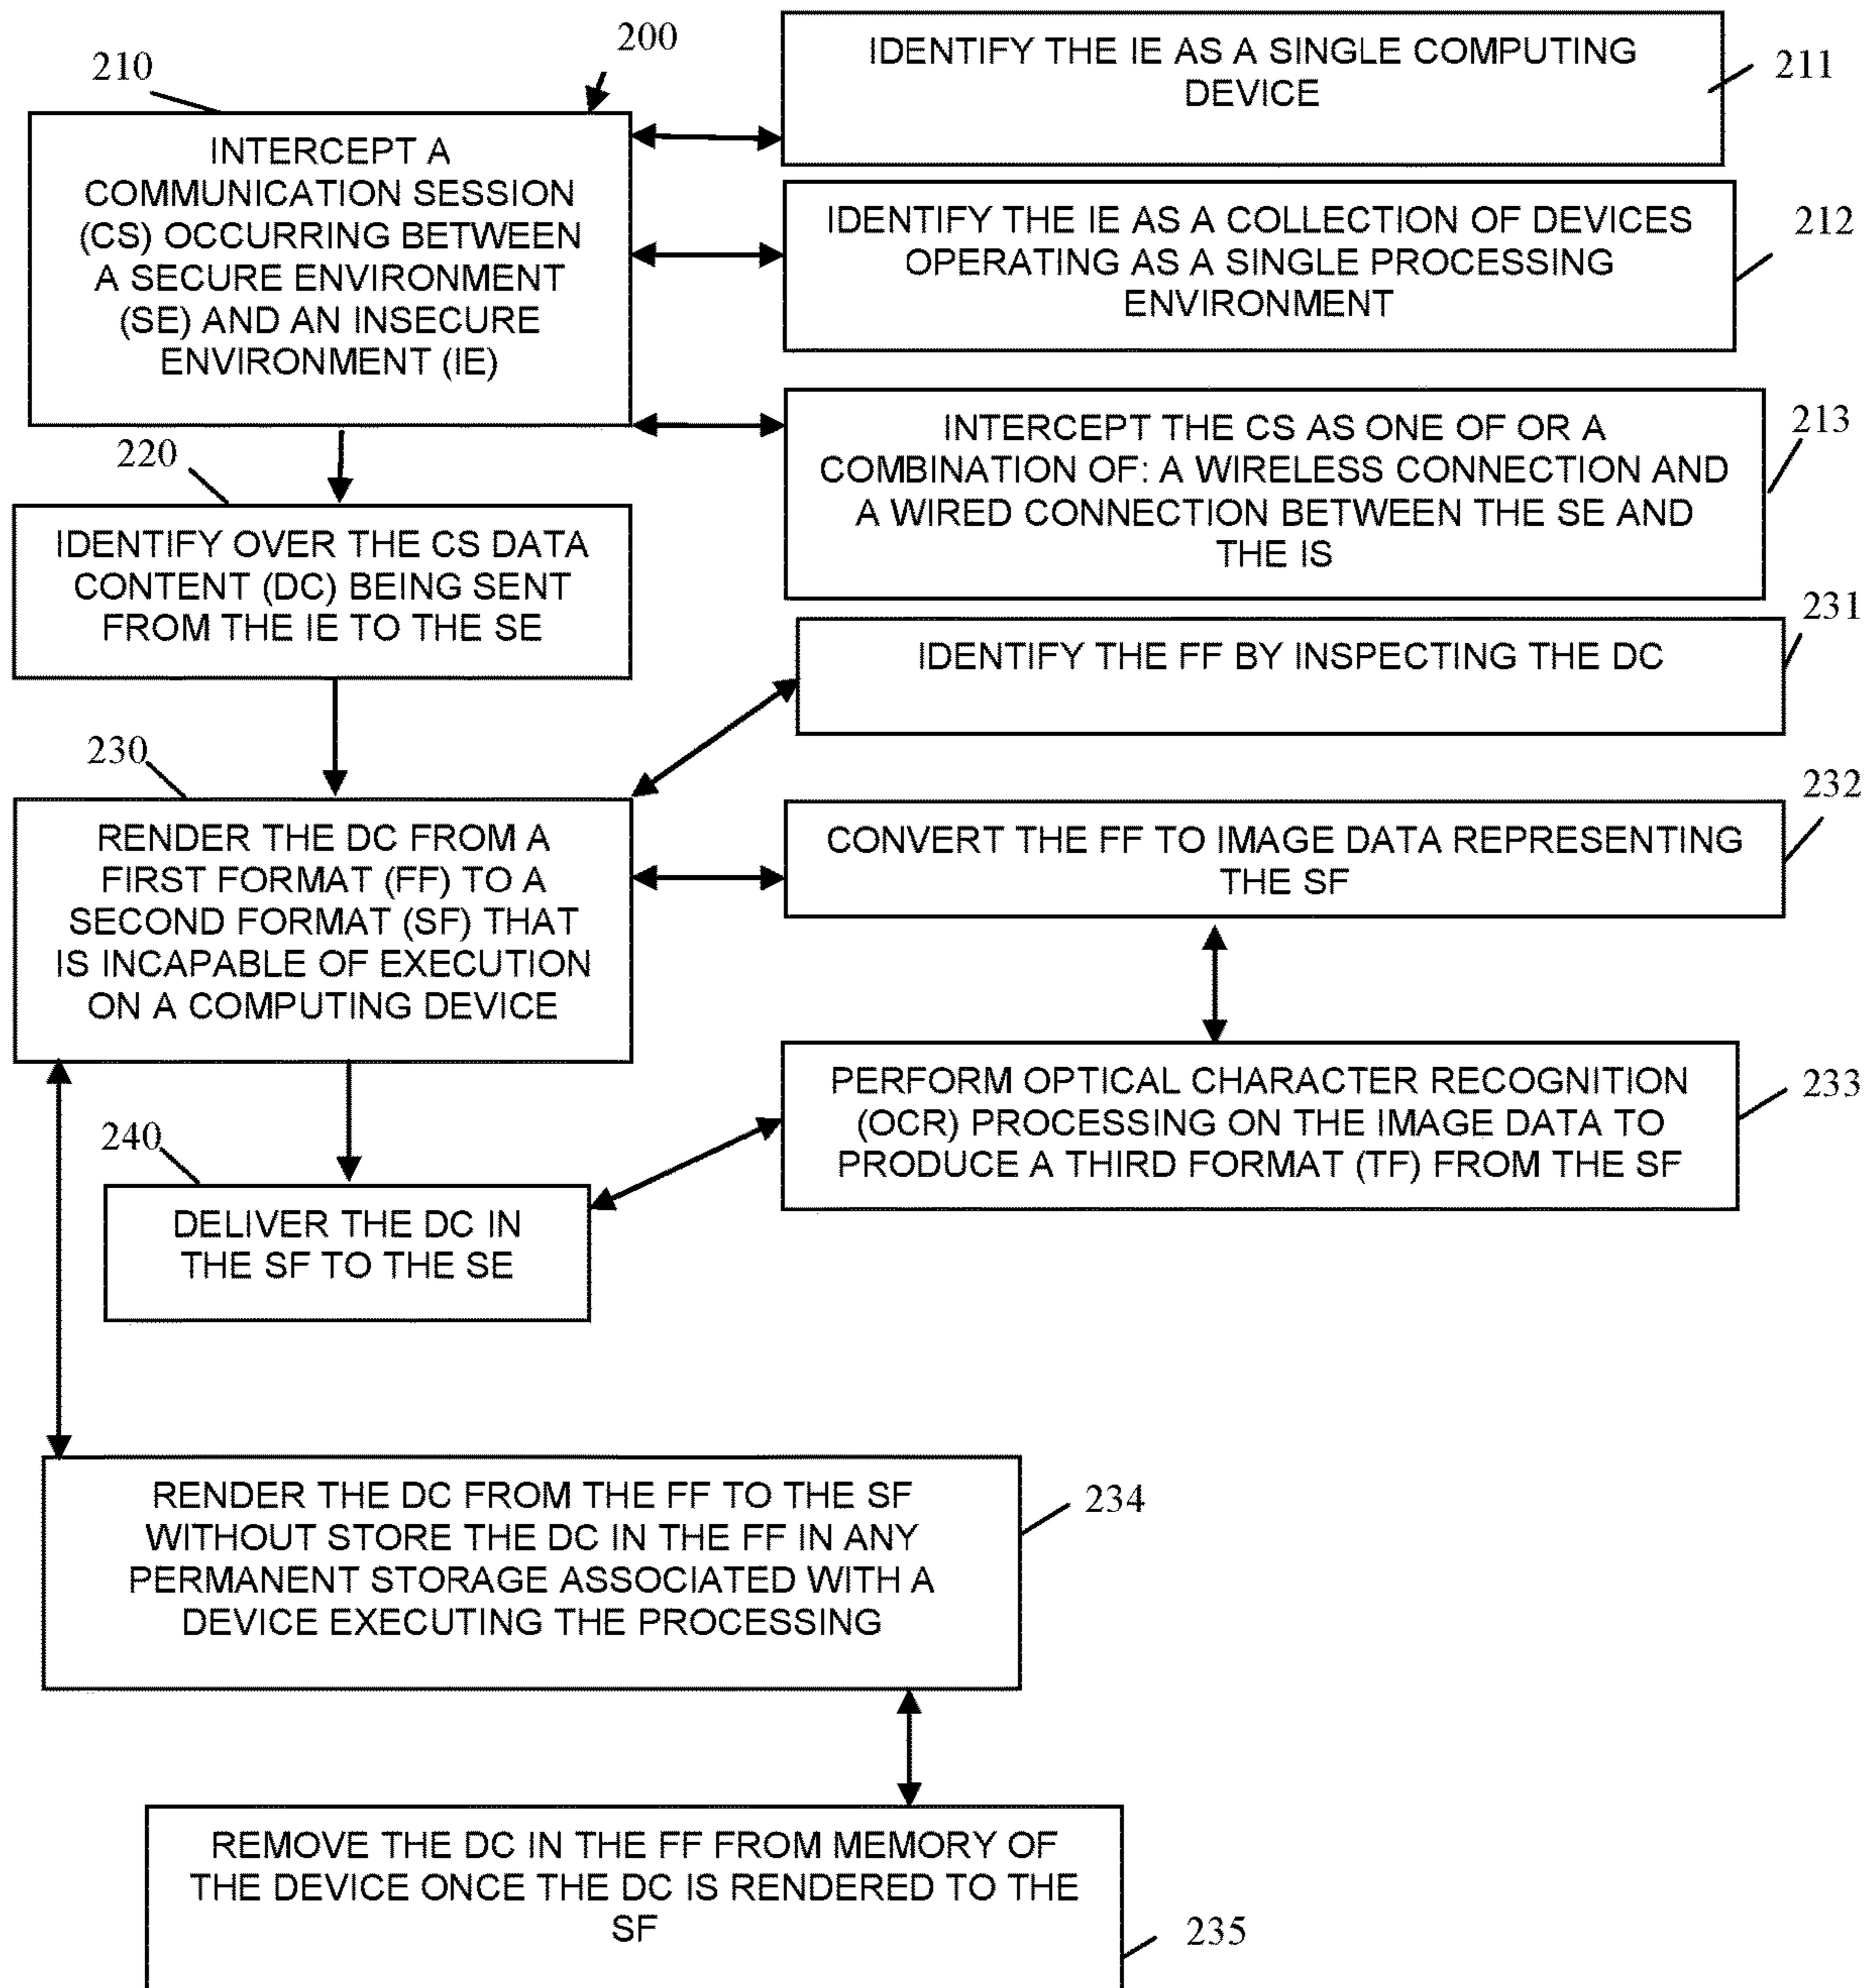 200
210
INTERCEPT A
COMMUNICATION SESSION
(CS) OCCURRING BETWEEN
A SECURE ENVIRONMENT
(SE) AND AN INSECURE
ENVIRONMENT (IE)
IDENTIFY THE IE AS A SINGLE COMPUTING
DEVICE
211
IDENTIFY THE IE AS A COLLECTION OF DEVICES
OPERATING AS A SINGLE PROCESSING
ENVIRONMENT
212
INTERCEPT THE CS AS ONE OF OR A
COMBINATION OF: A WIRELESS CONNECTION AND
A WIRED CONNECTION BETWEEN THE SE AND
THE IS
213
220
IDENTIFY OVER THE CS DATA
CONTENT (DC) BEING SENT
FROM THE IE TO THE SE
231
IDENTIFY THE FF BY INSPECTING THE DC
230
RENDER THE DC FROM A
FIRST FORMAT (FF) TO A
SECOND FORMAT (SF) THAT
IS INCAPABLE OF EXECUTION
ON A COMPUTING DEVICE
232
CONVERT THE FF TO IMAGE DATA REPRESENTING
THE SF
PERFORM OPTICAL CHARACTER RECOGNITION
(OCR) PROCESSING ON THE IMAGE DATA TO
PRODUCE A THIRD FORMAT (TF) FROM THE SF
233
240
DELIVER THE DC IN
THE SF TO THE SE
RENDER THE DC FROM THE FF TO THE SF
WITHOUT STORE THE DC IN THE FF IN ANY
PERMANENT STORAGE ASSOCIATED WITH A
DEVICE EXECUTING THE PROCESSING
234
REMOVE THE DC IN THE FF FROM MEMORY OF
THE DEVICE ONCE THE DC IS RENDERED TO THE
SF
235